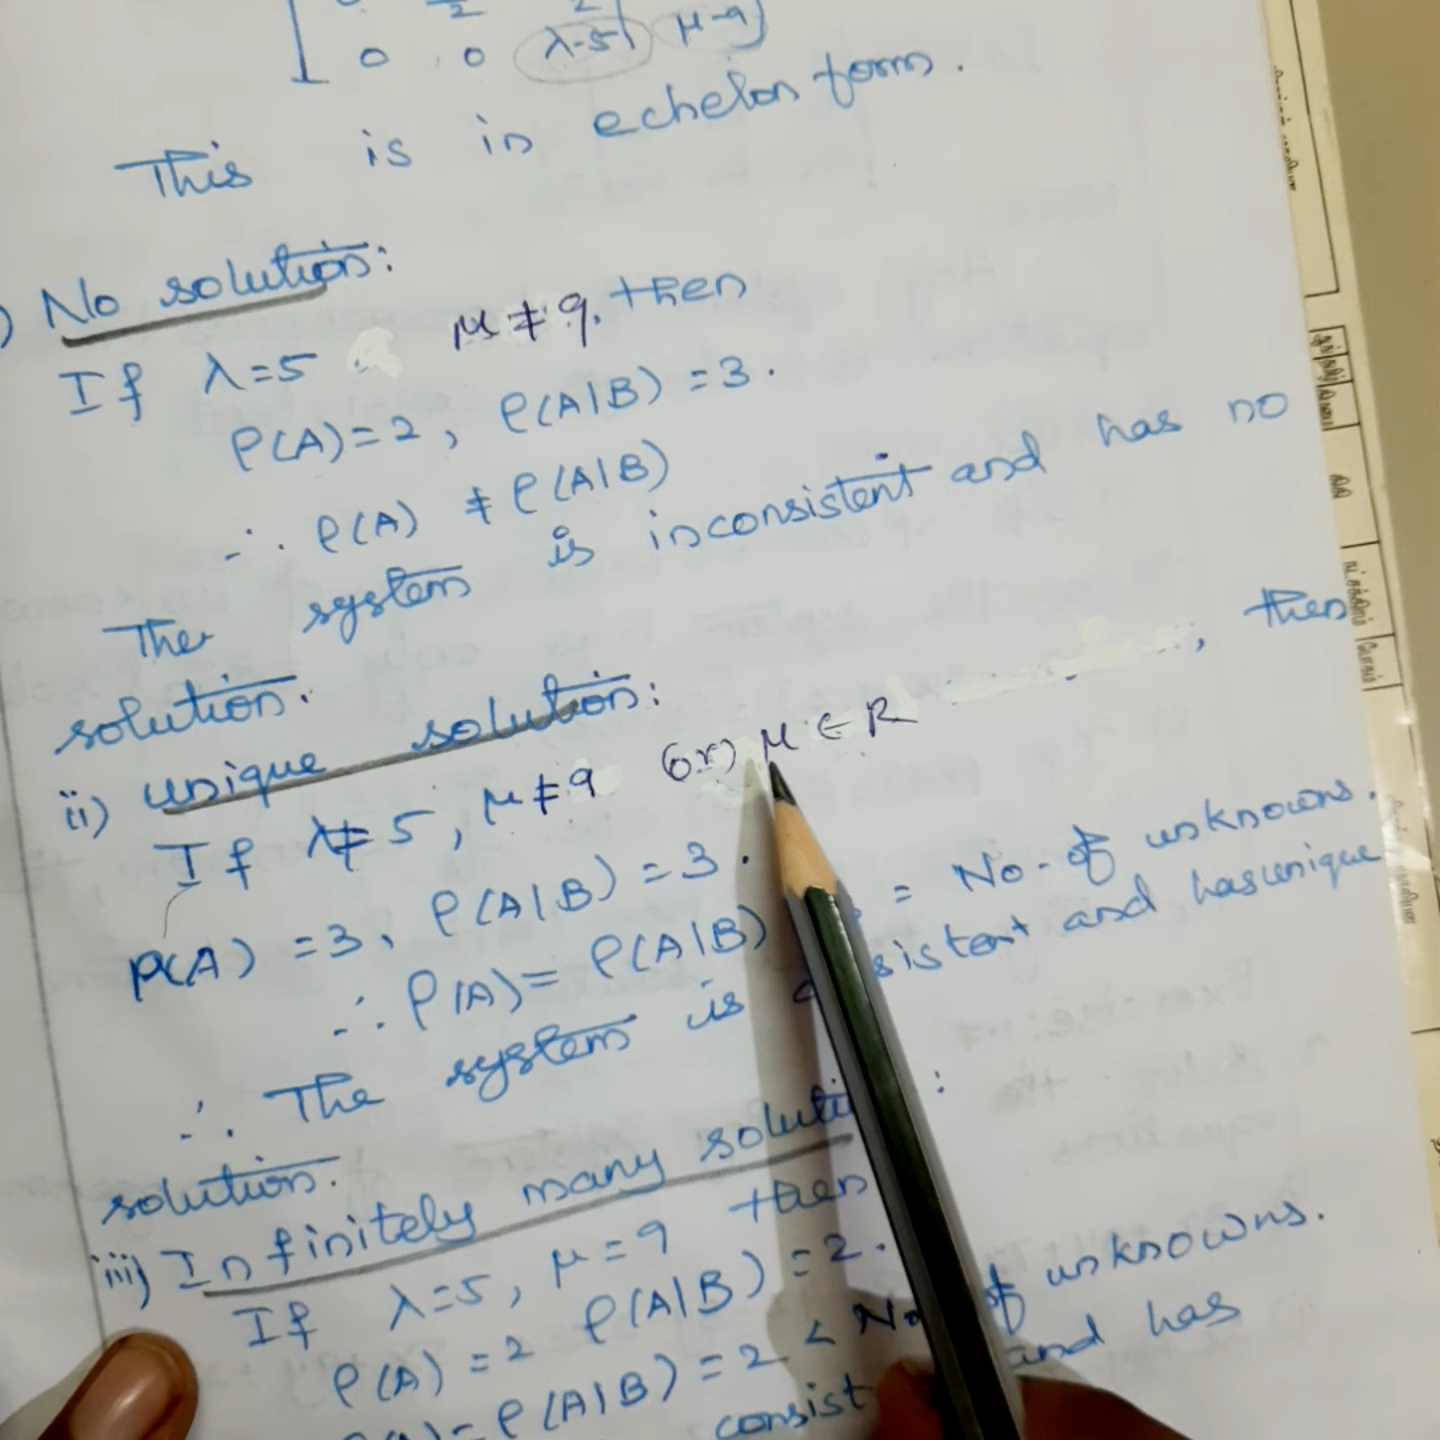 0 0 λ-5 | μ-9
This is in echelon form.
No solution:
If λ=5 μ≠9, then
ρ(A)=2, ρ(A|B) = 3.
∴ ρ(A) ≠ ρ(A|B)
The system is inconsistent and has no
solution.
ii) unique solution:
If λ≠5, μ≠9 (or) μ ∈ R , then
ρ(A) = 3, ρ(A|B) = 3.
∴ ρ(A) = ρ(A|B) = No. of unknowns.
∴ The system is and has unique
solution.
iii) Infinitely many
If λ=5, μ=9 then
ρ(A) = 2 ρ(A|B) = 2.
ρ(A|B) = 2 < of unknowns.
and has